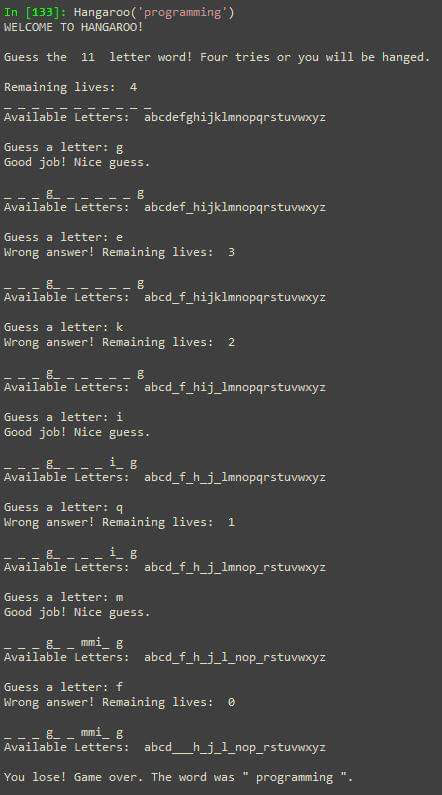 In [133]: Hangaroo('programming')
WELCOME TO HANGAROO!
Guess the  11  letter word! Four tries or you will be hanged.
Remaining lives:  4
_ _ _ _ _ _ _ _ _ _ _
Available Letters:  abcdefghijklmnopqrstuvwxyz
Guess a letter: g
Good job! Nice guess.
_ _ _ g_ _ _ _ _ _ g
Available Letters:  abcdef_hijklmnopqrstuvwxyz
Guess a letter: e
Wrong answer! Remaining lives:  3
_ _ _ g_ _ _ _ _ _ g
Available Letters:  abcd_f_hijklmnopqrstuvwxyz
Guess a letter: k
Wrong answer! Remaining lives:  2
_ _ _ g_ _ _ _ _ _ g
Available Letters:  abcd_f_hij_lmnopqrstuvwxyz
Guess a letter: i
Good job! Nice guess.
_ _ _ g_ _ _ _ i_ g
Available Letters:  abcd_f_h_j_lmnopqrstuvwxyz
Guess a letter: q
Wrong answer! Remaining lives:  1
_ _ _ g_ _ _ _ i_ g
Available Letters:  abcd_f_h_j_lmnop_rstuvwxyz
Guess a letter: m
Good job! Nice guess.
_ _ _ g_ _ mmi_ g
Available Letters:  abcd_f_h_j_l_nop_rstuvwxyz
Guess a letter: f
Wrong answer! Remaining lives:  0
_ _ _ g_ _ mmi_ g
Available Letters:  abcd___h_j_l_nop_rstuvwxyz
You lose! Game over. The word was " programming ".